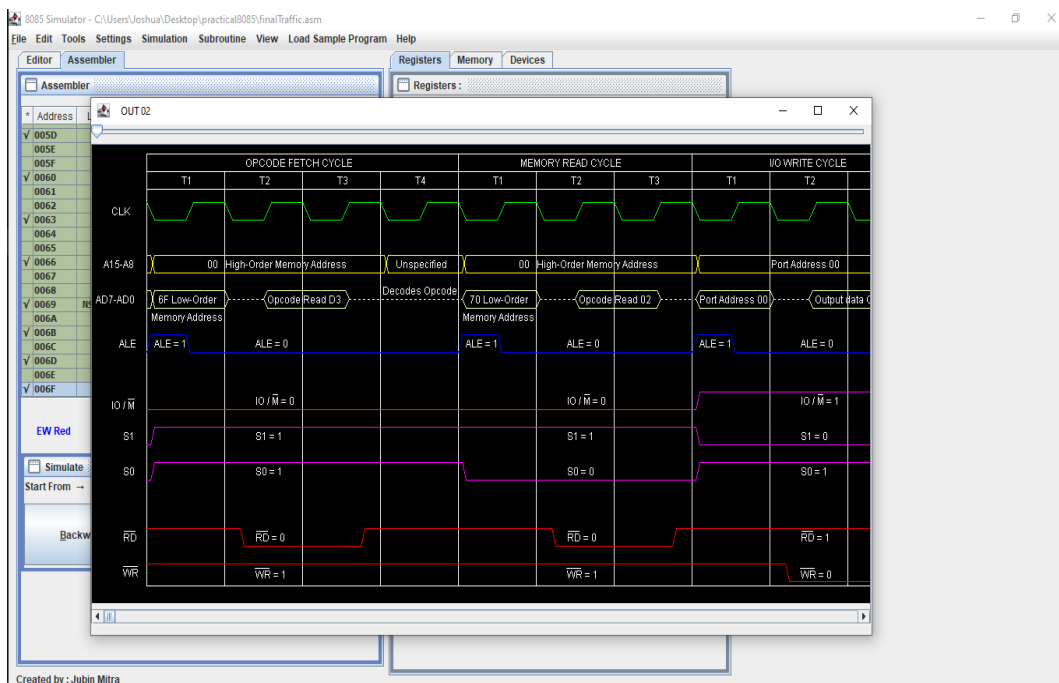 8085 Simulator - C:\Users\Joshua\Desktop\practical8085\finalTraffic.asm
File Edit Tools Settings Simulation Subroutine View Load Sample Program Help
Editor Assembler Registers Memory Devices
Assembler Registers :
* Address L
√ 005D
005E
005F
√ 0060
0061
0062
√ 0063
0064
0065
√ 0066
0067
0068
√ 0069 NS
006A
√ 006B
006C
√ 006D
006E
√ 006F
EW Red
Simulate
Start From →
Backw
OUT 02
OPCODE FETCH CYCLE MEMORY READ CYCLE I/O WRITE CYCLE
T1 T2 T3 T4 T1 T2 T3 T1 T2
CLK
A15-A8 00 High-Order Memory Address Unspecified 00 High-Order Memory Address Port Address 00
AD7-AD0 6F Low-Order Opcode Read D3 Decodes Opcode 70 Low-Order Opcode Read 02 Port Address 00 Output data
Memory Address Memory Address
ALE ALE = 1 ALE = 0 ALE = 1 ALE = 0 ALE = 1 ALE = 0
IO / M̅ IO / M̅ = 0 IO / M̅ = 0 IO / M̅ = 1
S1 S1 = 1 S1 = 1 S1 = 0
S0 S0 = 1 S0 = 0 S0 = 1
R̅D̅ R̅D̅ = 0 R̅D̅ = 0 R̅D̅ = 1
W̅R̅ W̅R̅ = 1 W̅R̅ = 1 W̅R̅ = 0
Created by : Jubin Mitra